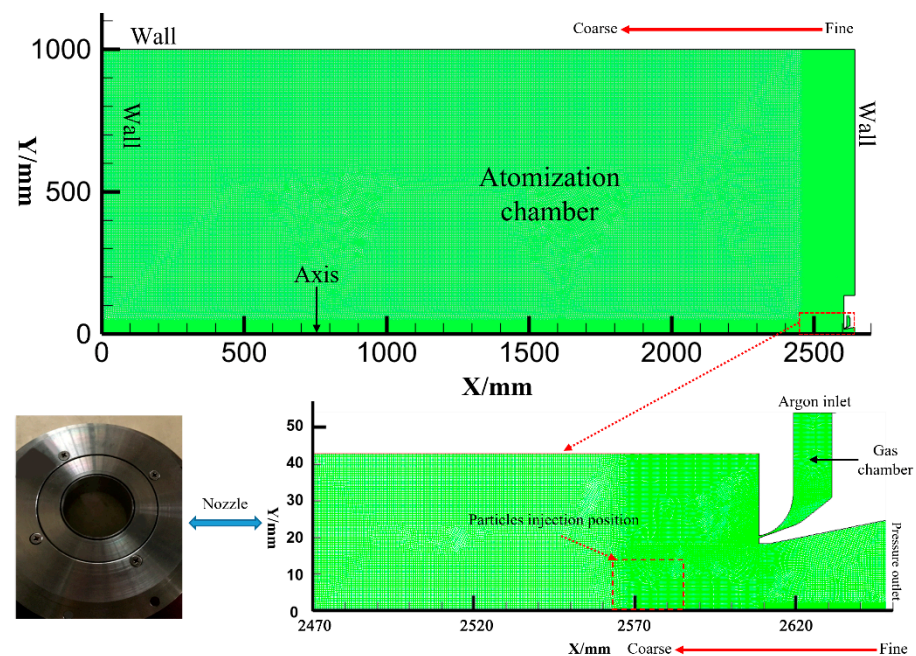 Coarse
Fine
1000
Wall
Wall
Wall
Y/mm
500
Atomization
chamber
Axis
0
0
500
1000
1500
2000
2500
X/mm
Argon inlet
50
Gas
chamber
40
Nozzle
Y/mm
30
Particles injection position
20
10
Pressure outlet
0
2470
2520
2570
2620
X/mm
Coarse
Fine